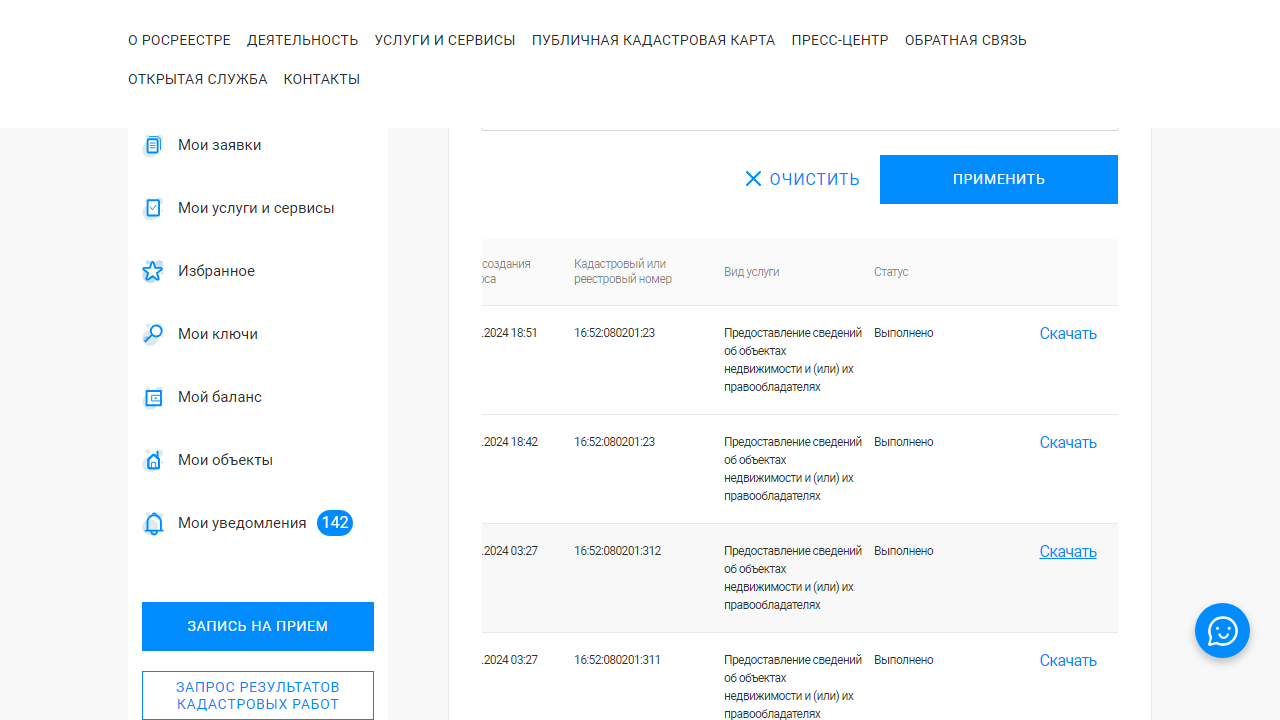 О РОСРЕЕСТРЕ ДЕЯТЕЛЬНОСТЬ УСЛУГИ И СЕРВИСЫ ПУБЛИЧНАЯ КАДАСТРОВАЯ КАРТА ПРЕСС-ЦЕНТР ОБРАТНАЯ СВЯЗЬ
ОТКРЫТАЯ СЛУЖБА КОНТАКТЫ
Мои заявки
Мои услуги и сервисы
Избранное
Мои ключи
Мой баланс
Мои объекты
Мои уведомления 142
ЗАПИСЬ НА ПРИЕМ
ЗАПРОС РЕЗУЛЬТАТОВ
КАДАСТРОВЫХ РАБОТ
ОЧИСТИТЬ ПРИМЕНИТЬ
создания
Кадастровый или
реестровый номер
Вид услуги
Статус
.2024 18:51 16:52:080201:23 Предоставление сведений Выполнено Скачать
об объектах
недвижимости и (или) их
правообладателях
.2024 18:42 16:52:080201:23 Предоставление сведений Выполнено Скачать
об объектах
недвижимости и (или) их
правообладателях
.2024 03:27 16:52:080201:312 Предоставление сведений Выполнено Скачать
об объектах
недвижимости и (или) их
правообладателях
.2024 03:27 16:52:080201:311 Предоставление сведений Выполнено Скачать
об объектах
недвижимости и (или) их
правообладателях